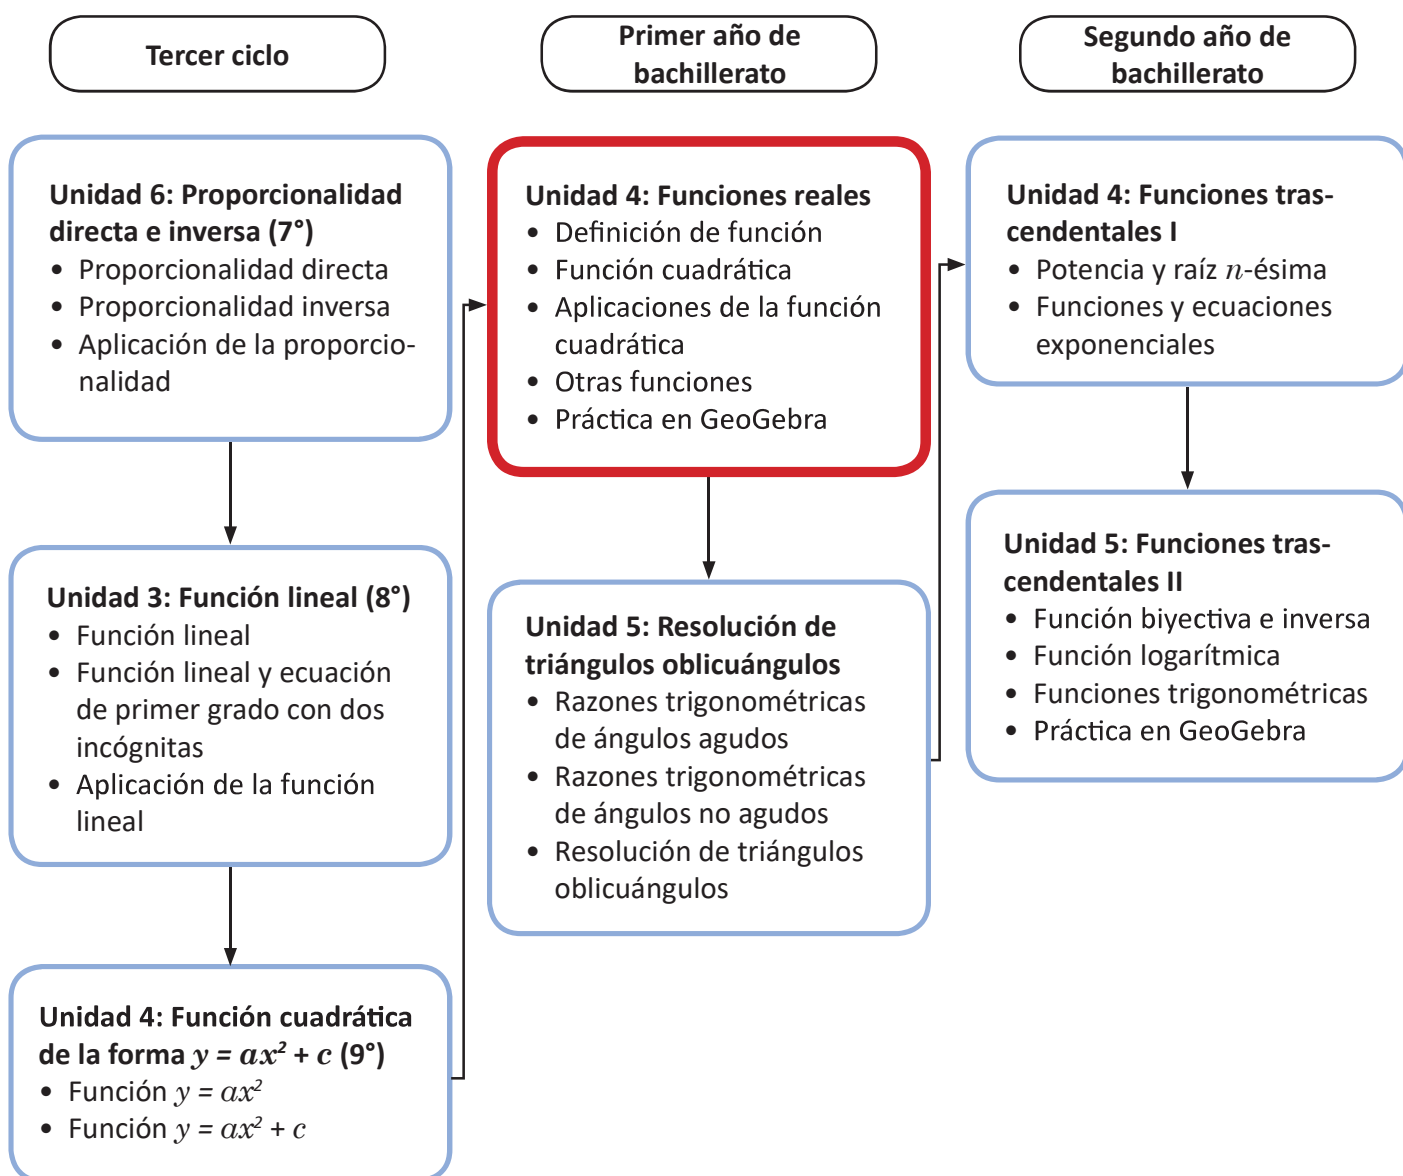 Tercer ciclo
Unidad 6: Proporcionalidad
directa e inversa (7°)
• Proporcionalidad directa
• Proporcionalidad inversa
• Aplicación de la proporcio-
nalidad
Unidad 3: Función lineal (8°)
• Función lineal
• Función lineal y ecuación
de primer grado con dos
incógnitas
• Aplicación de la función
lineal
Unidad 4: Función cuadrática
de la forma y = ax² + c (9°)
• Función y = ax²
• Función y = ax² + c
Primer año de
bachillerato
Unidad 4: Funciones reales
• Definición de función
• Función cuadrática
• Aplicaciones de la función
cuadrática
• Otras funciones
• Práctica en GeoGebra
Unidad 5: Resolución de
triángulos oblicuángulos
• Razones trigonométricas
de ángulos agudos
• Razones trigonométricas
de ángulos no agudos
• Resolución de triángulos
oblicuángulos
Segundo año de
bachillerato
Unidad 4: Funciones tras-
cendentales I
• Potencia y raíz n-ésima
• Funciones y ecuaciones
exponenciales
Unidad 5: Funciones tras-
cendentales II
• Función biyectiva e inversa
• Función logarítmica
• Funciones trigonométricas
• Práctica en GeoGebra